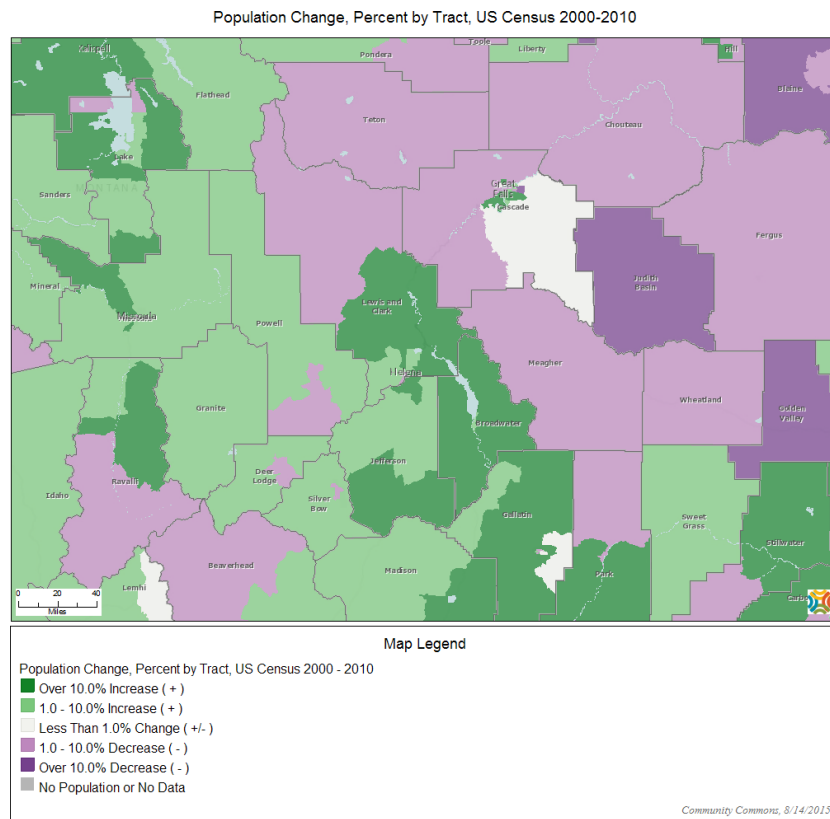 Population Change, Percent by Tract, US Census 2000-2010
Kalispell
Toole
Liberty
Hill
Pondera
Flathead
Blaine
Teton
Chouteau
Lake
MONTANA
Sanders
Great
Falls
Cascade
Fergus
Judith
Basin
Mineral
Lewis and
Clark
Missoula
Powell
Meagher
Helena
Wheatland
Granite
Golden
Valley
Broadwater
Jefferson
Deer
Lodge
Ravalli
Idaho
Silver
Bow
Gallatin
Sweet
Grass
Stillwater
Beaverhead
Madison
Park
Lemhi
0 20 40
Miles
Map Legend
Population Change, Percent by Tract, US Census 2000 - 2010
Over 10.0% Increase ( + )
1.0 - 10.0% Increase ( + )
Less Than 1.0% Change ( +/- )
1.0 - 10.0% Decrease ( - )
Over 10.0% Decrease ( - )
No Population or No Data
Community Commons, 8/14/2015